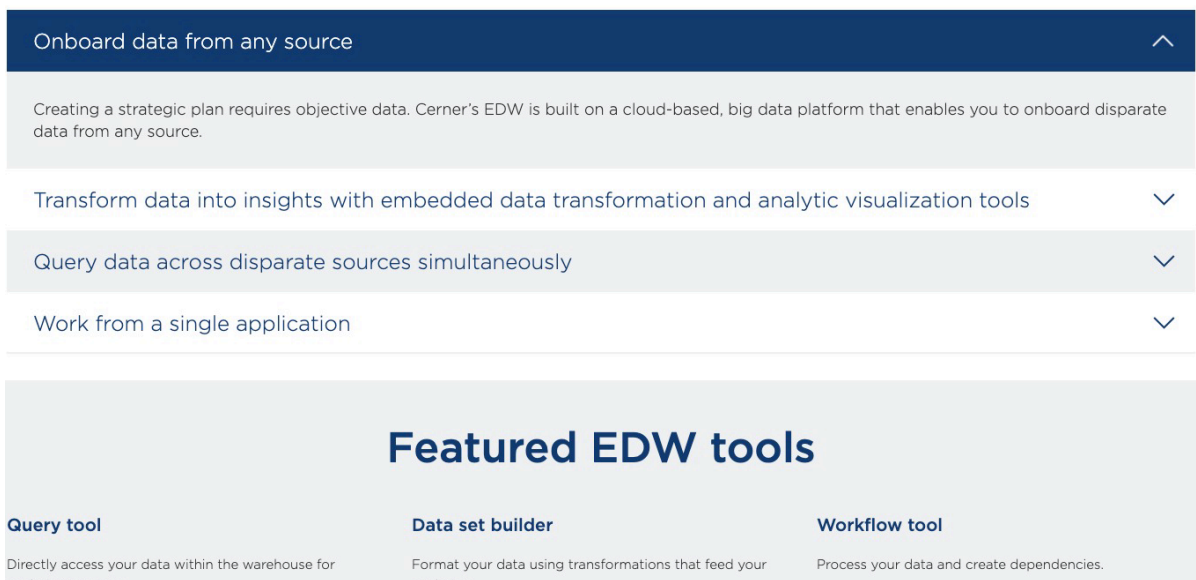 Onboard data from any source
Creating a strategic plan requires objective data. Cerner’s EDW is built on a cloud-based, big data platform that enables you to onboard disparate
data from any source.
Transform data into insights with embedded data transformation and analytic visualization tools
Query data across disparate sources simultaneously
Work from a single application
Featured EDW tools
Query tool
Directly access your data within the warehouse for
Data set builder
Format your data using transformations that feed your
Workflow tool
Process your data and create dependencies.